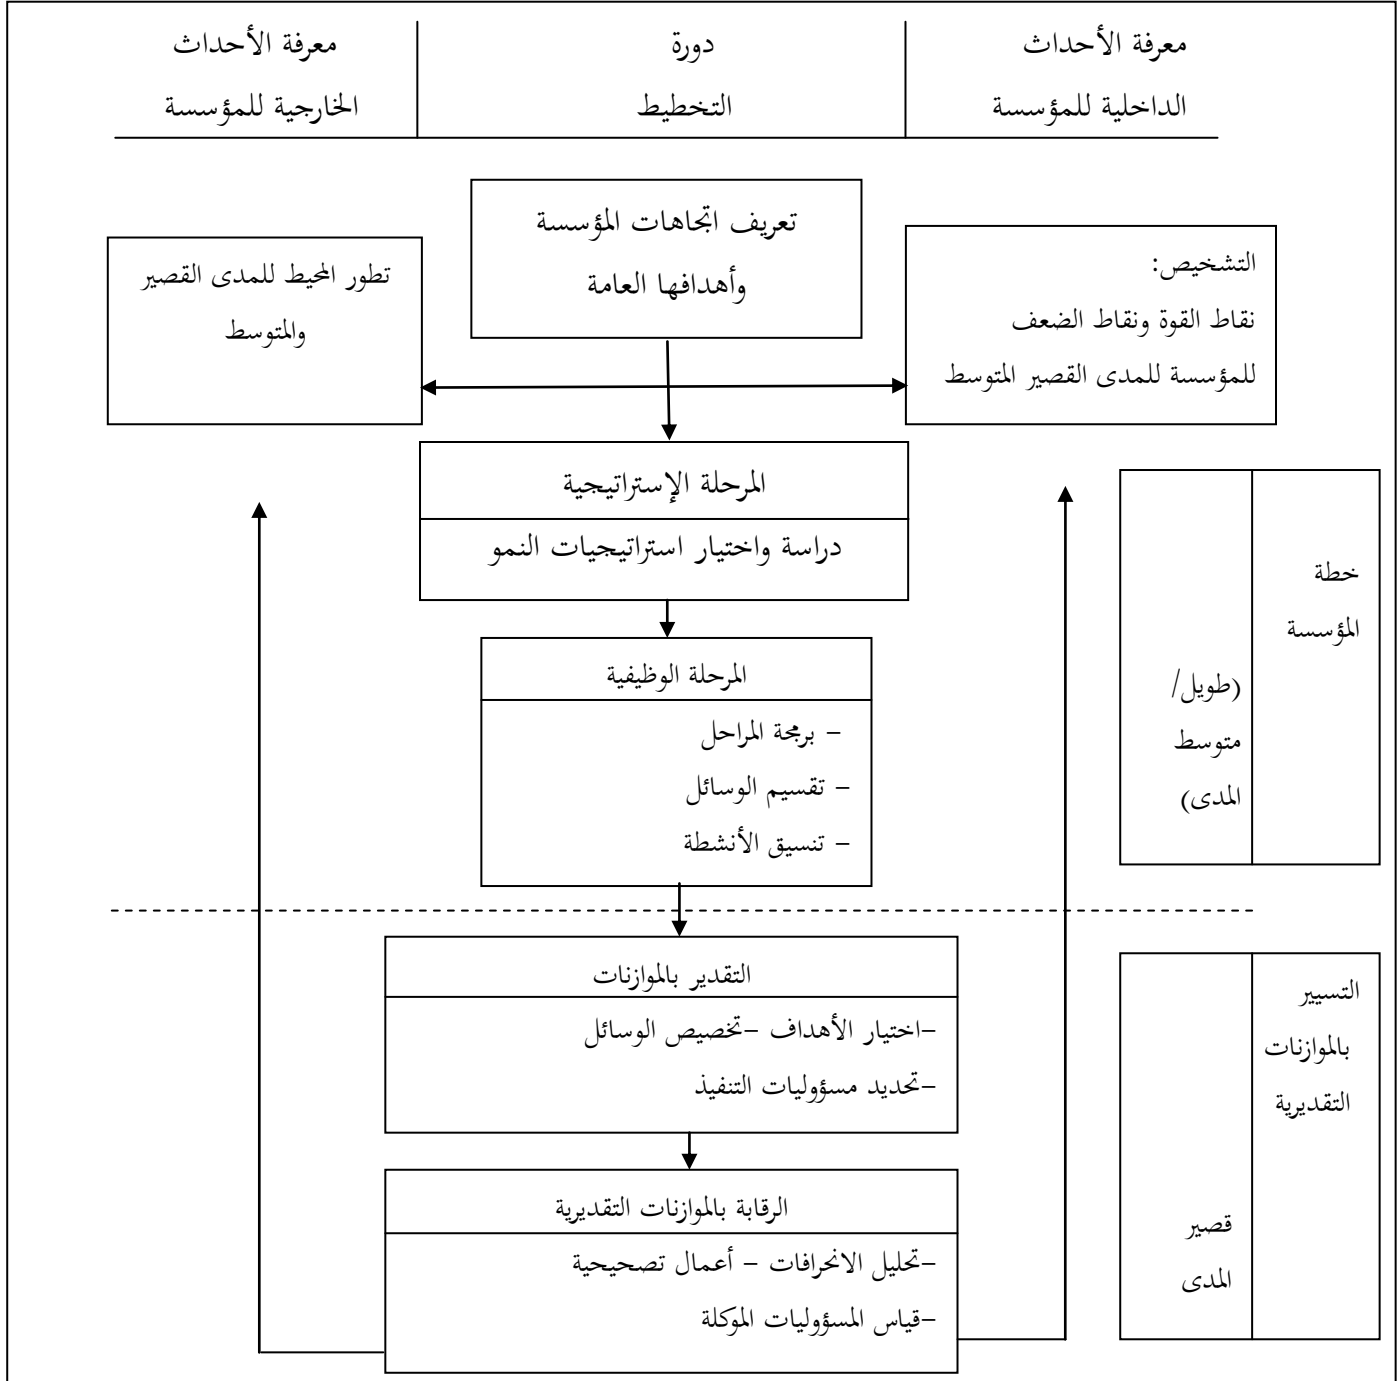 معرفة الأحداث
الداخلية للمؤسسة
دورة
التخطيط
معرفة الأحداث
الخارجية للمؤسسة
تعريف اتجاهات المؤسسة
وأهدافها العامة
التشخيص:
نقاط القوة ونقاط الضعف
للمؤسسة للمدى القصير المتوسط
تطور المحيط للمدى القصير
والمتوسط
المرحلة الإستراتيجية
دراسة واختيار استراتيجيات النمو
خطة
المؤسسة
(طويل/
متوسط
المدى)
المرحلة الوظيفية
– برمجة المراحل
– تقسيم الوسائل
– تنسيق الأنشطة
التقدير بالموازنات
–اختيار الأهداف –تخصيص الوسائل
–تحديد مسؤوليات التنفيذ
التسيير
بالموازنات
التقديرية
قصير
المدى
الرقابة بالموازنات التقديرية
–تحليل الانحرافات – أعمال تصحيحية
–قياس المسؤوليات الموكلة